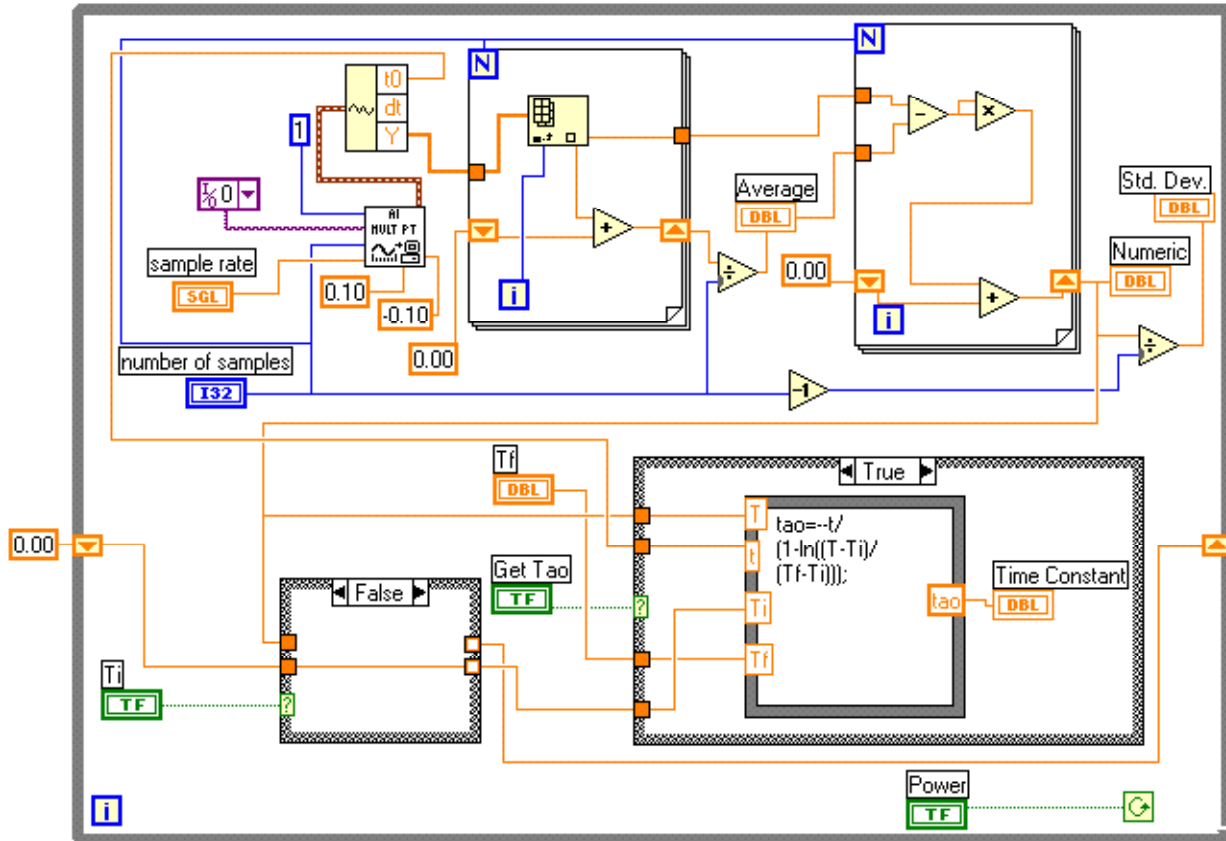 N
N
t0
dt
Y
1
I/O 0
AI
MULT PT
sample rate
SGL
0.10
-0.10
number of samples
I32
i
0.00
+
÷
Average
DBL
-
×
0.00
+
i
Std. Dev.
DBL
Numeric
DBL
÷
-1
Tf
DBL
True
0.00
T
t
Ti
Tf
tao=--t/
(1-ln((T-Ti)/
(Tf-Ti)));
tao
Time Constant
DBL
Get Tao
TF
?
False
Ti
TF
?
Power
TF
i